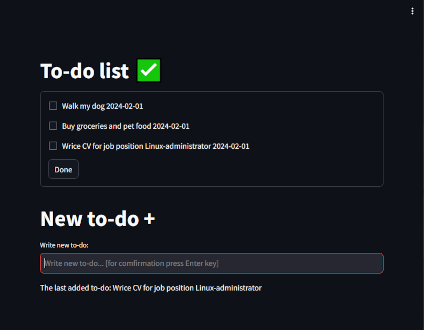 To-do list ✅
Walk my dog 2024-02-01
Buy groceries and pet food 2024-02-01
Wrice CV for job position Linux-administrator 2024-02-01
Done
New to-do +
Write new to-do:
Write new to-do... [for comfirmation press Enter key]
The last added to-do: Wrice CV for job position Linux-administrator